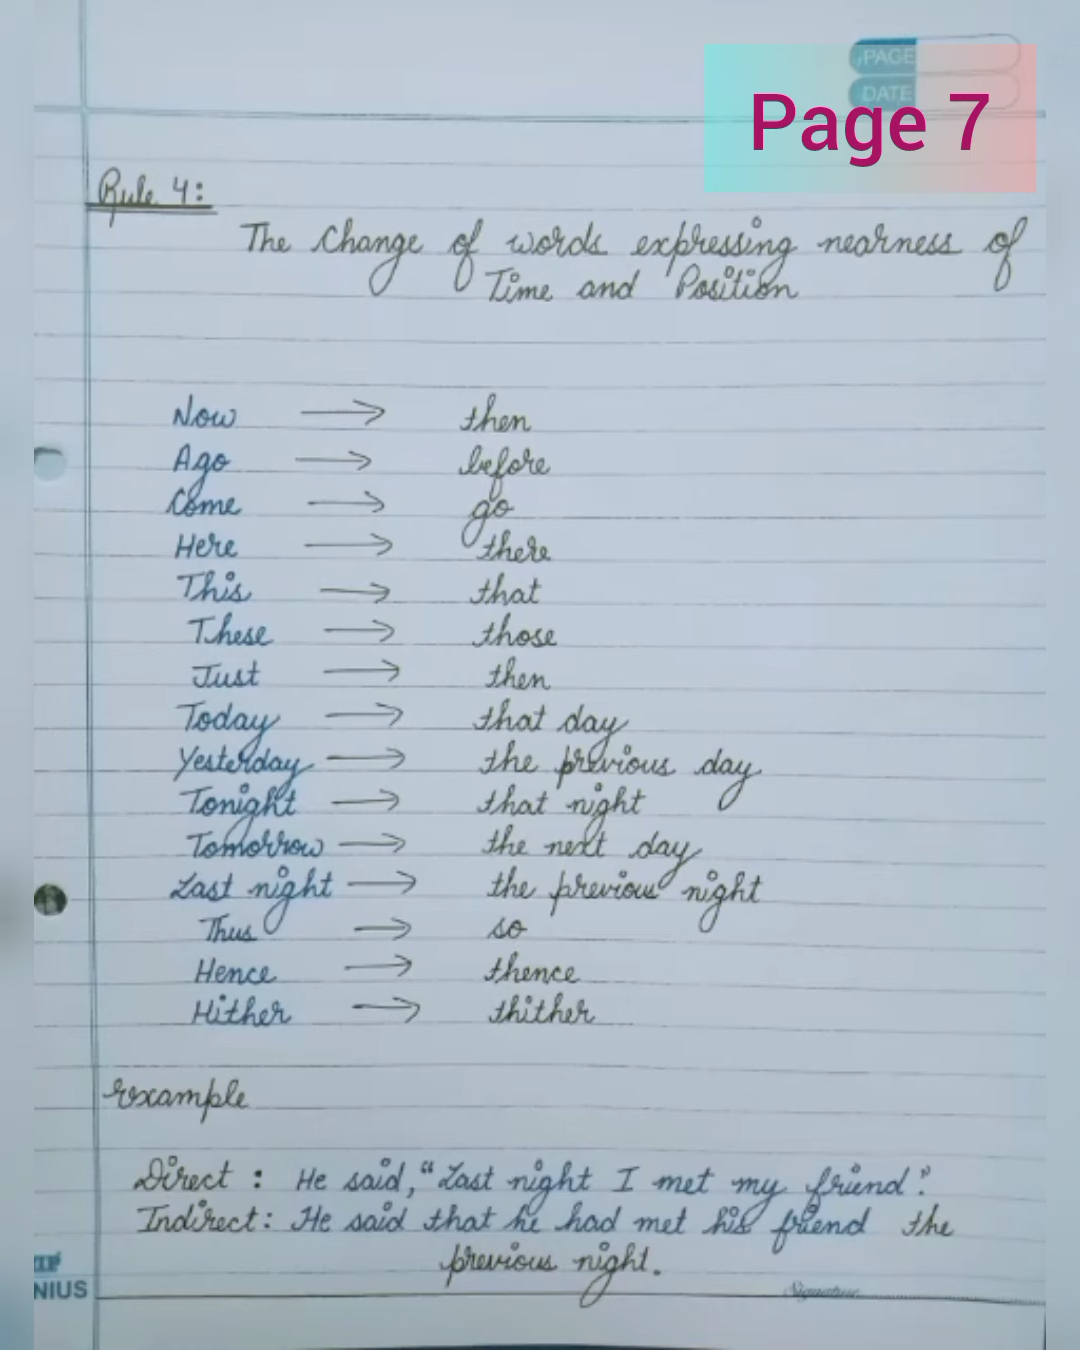 PAGE
DATE
Page 7
Rule 4:
The Change of words expressing nearness of
Time and Position
Now → then
Ago → before
Come → go
Here → there
This → that
These → those
Just → then
Today → that day
Yesterday → the previous day
Tonight → that night
Tomorrow → the next day
Last night → the previous night
Thus → so
Hence → thence
Hither → thither
Example
Direct : He said, "Last night I met my friend".
Indirect : He said that he had met his friend the
previous night.
NIUS
Signature